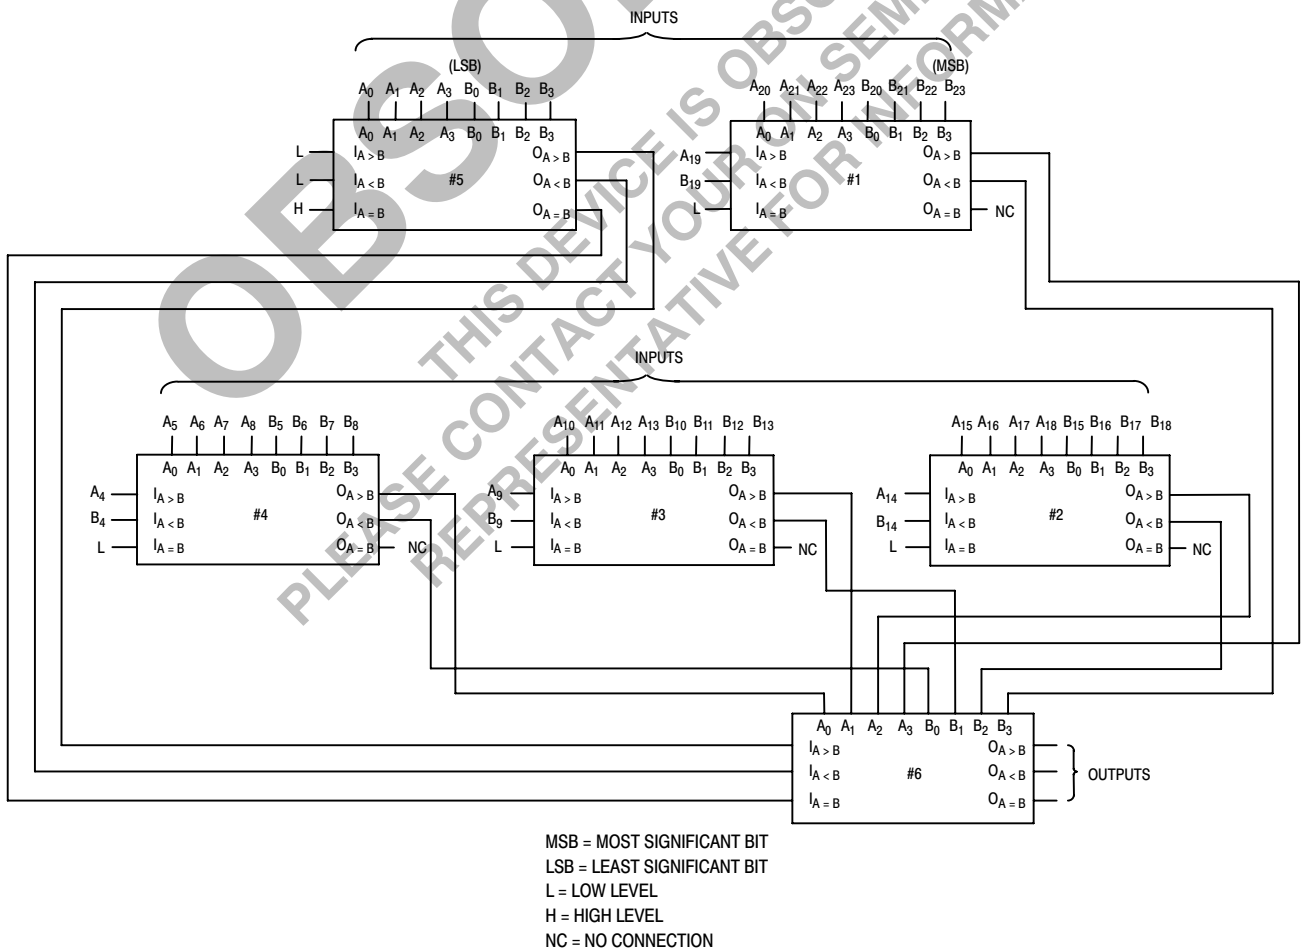 INPUTS
(LSB) (MSB)
A0 A1 A2 A3 B0 B1 B2 B3
A20 A21 A22 A23 B20 B21 B22 B23
A0 A1 A2 A3 B0 B1 B2 B3
L IA > B OA > B
L IA < B #5 OA < B
H IA = B OA = B
A0 A1 A2 A3 B0 B1 B2 B3
A19 IA > B OA > B
B19 IA < B #1 OA < B
L IA = B OA = B NC
INPUTS
A5 A6 A7 A8 B5 B6 B7 B8
A0 A1 A2 A3 B0 B1 B2 B3
A4 IA > B OA > B
B4 IA < B #4 OA < B
L IA = B OA = B NC
A10 A11 A12 A13 B10 B11 B12 B13
A0 A1 A2 A3 B0 B1 B2 B3
A9 IA > B OA > B
B9 IA < B #3 OA < B
L IA = B OA = B NC
A15 A16 A17 A18 B15 B16 B17 B18
A0 A1 A2 A3 B0 B1 B2 B3
A14 IA > B OA > B
B14 IA < B #2 OA < B
L IA = B OA = B NC
A0 A1 A2 A3 B0 B1 B2 B3
IA > B OA > B
IA < B #6 OA < B OUTPUTS
IA = B OA = B
MSB = MOST SIGNIFICANT BIT
LSB = LEAST SIGNIFICANT BIT
L = LOW LEVEL
H = HIGH LEVEL
NC = NO CONNECTION
THIS DEVICE IS
PLEASE CONTACT YOUR ON
REPRESENTATIVE FOR